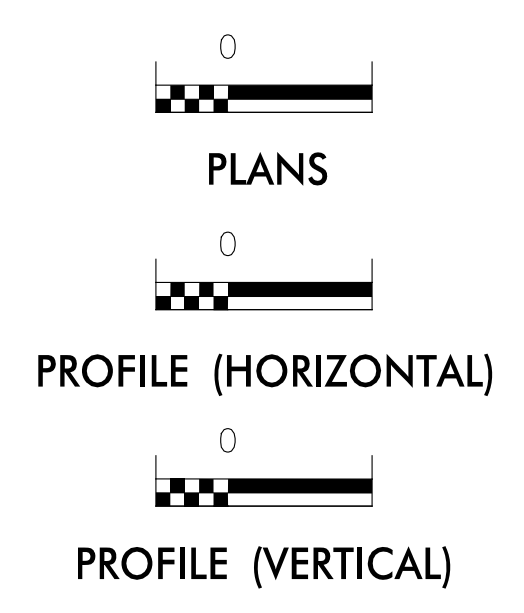 0
PLANS
0
PROFILE (HORIZONTAL)
0
PROFILE (VERTICAL)